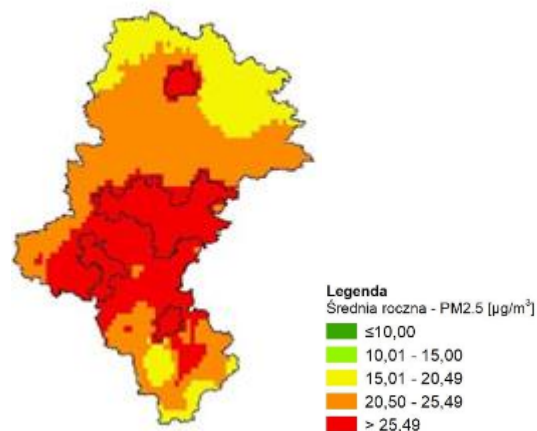 Legenda
Średnia roczna - PM2.5 [µg/m³]
≤10,00
10,01 - 15,00
15,01 - 20,49
20,50 - 25,49
> 25,49